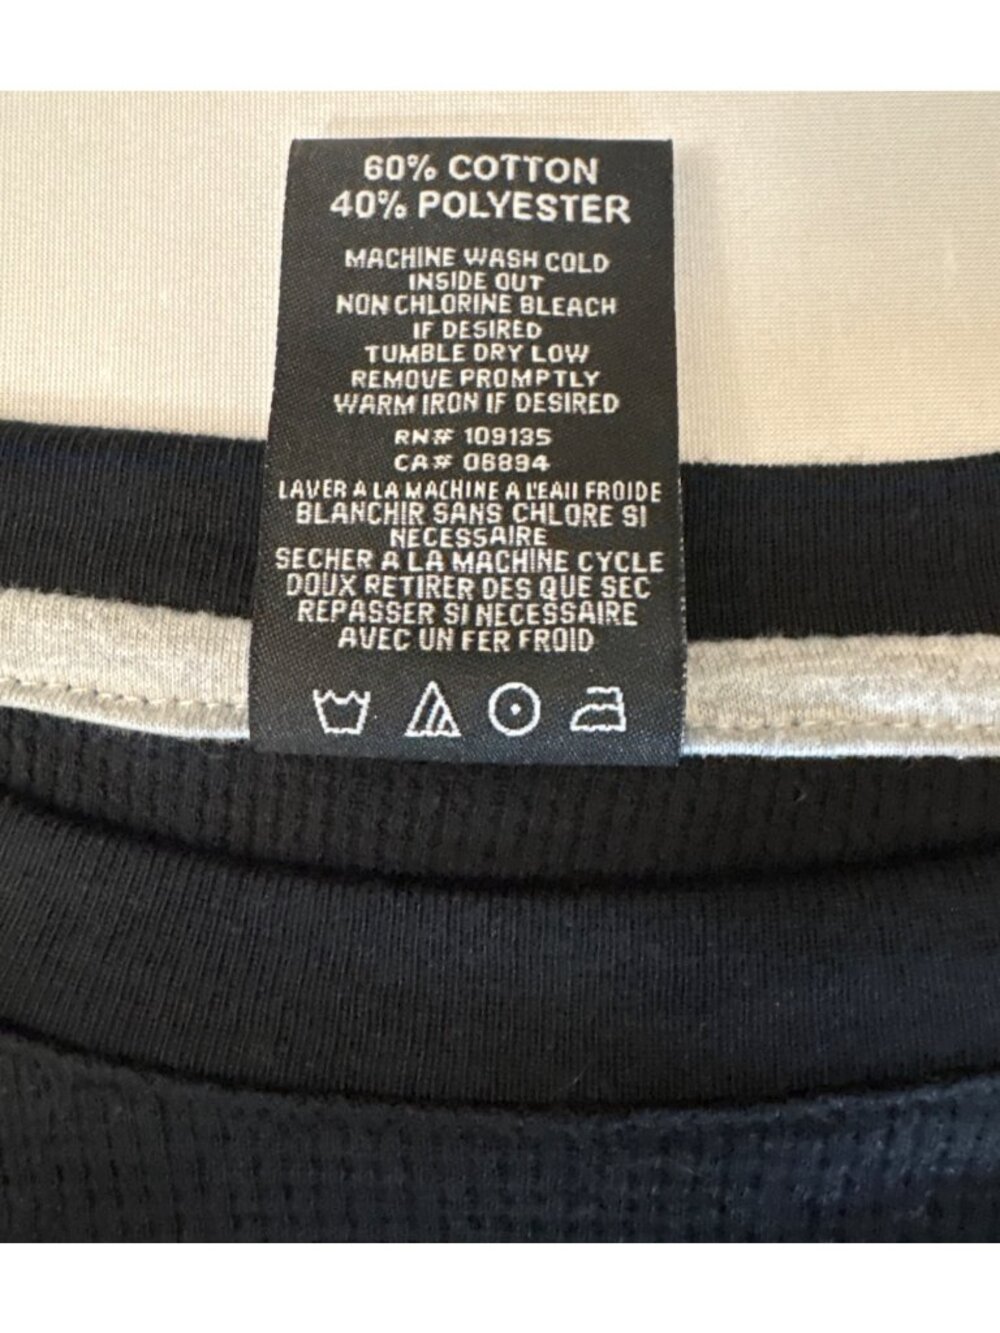 60% COTTON
40% POLYESTER
MACHINE WASH COLD
INSIDE OUT
NON CHLORINE BLEACH
IF DESIRED
TUMBLE DRY LOW
REMOVE PROMPTLY
WARM IRON IF DESIRED
RN# 109135
CA# 06894
LAVER A LA MACHINE A L'EAU FROIDE
BLANCHIR SANS CHLORE SI
NECESSAIRE
SECHER A LA MACHINE CYCLE
DOUX RETIRER DES QUE SEC
REPASSER SI NECESSAIRE
AVEC UN FER FROID